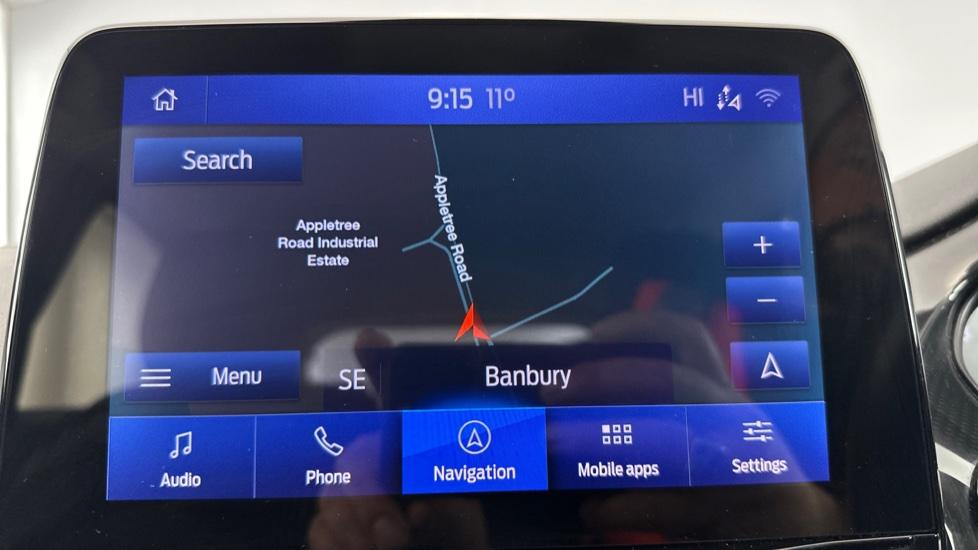 9:15 11° HI
Search
Appletree Road
Appletree
Road Industrial
Estate
+
−
Menu SE Banbury
Audio Phone Navigation Mobile apps Settings